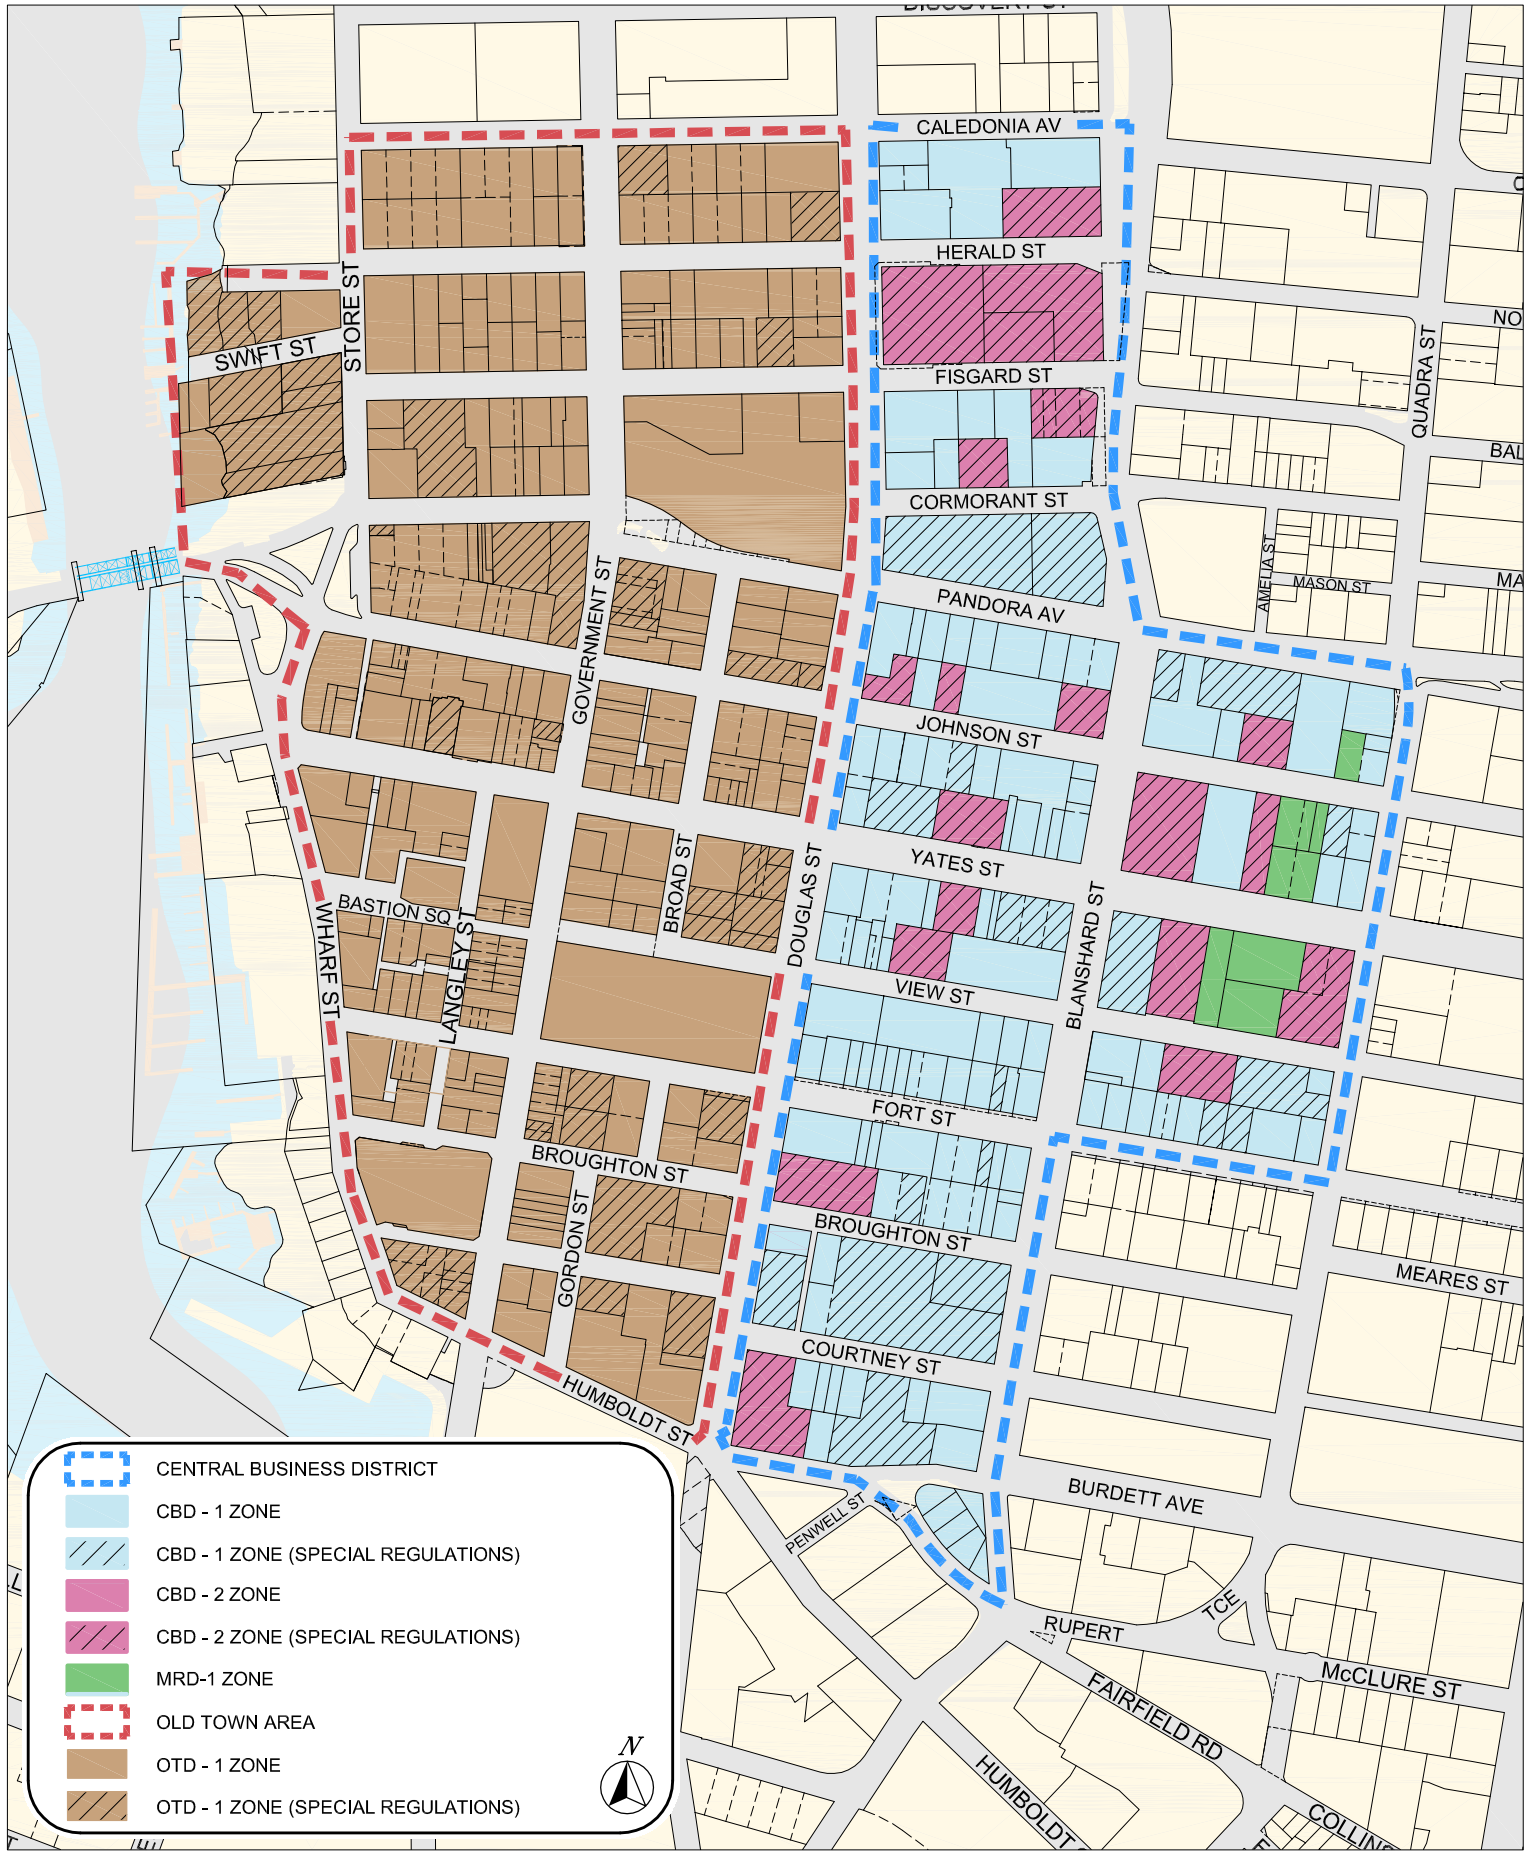 CALEDONIA AV
HERALD ST
STORE ST
SWIFT ST
FISGARD ST
QUADRA ST
NO
BAL
CORMORANT ST
AMELIA ST
MASON ST
MA
PANDORA AV
GOVERNMENT ST
JOHNSON ST
YATES ST
BROAD ST
DOUGLAS ST
BLANSHARD ST
BASTION SQ
WHARF ST
LANGLEY ST
VIEW ST
FORT ST
BROUGHTON ST
GORDON ST
BROUGHTON ST
MEARES ST
COURTNEY ST
HUMBOLDT ST
BURDETT AVE
PENWELL ST
RUPERT
TCE
McCLURE ST
FAIRFIELD RD
HUMBOLDT
COLLINS
CENTRAL BUSINESS DISTRICT
CBD - 1 ZONE
CBD - 1 ZONE (SPECIAL REGULATIONS)
CBD - 2 ZONE
CBD - 2 ZONE (SPECIAL REGULATIONS)
MRD-1 ZONE
OLD TOWN AREA
OTD - 1 ZONE
OTD - 1 ZONE (SPECIAL REGULATIONS)
N